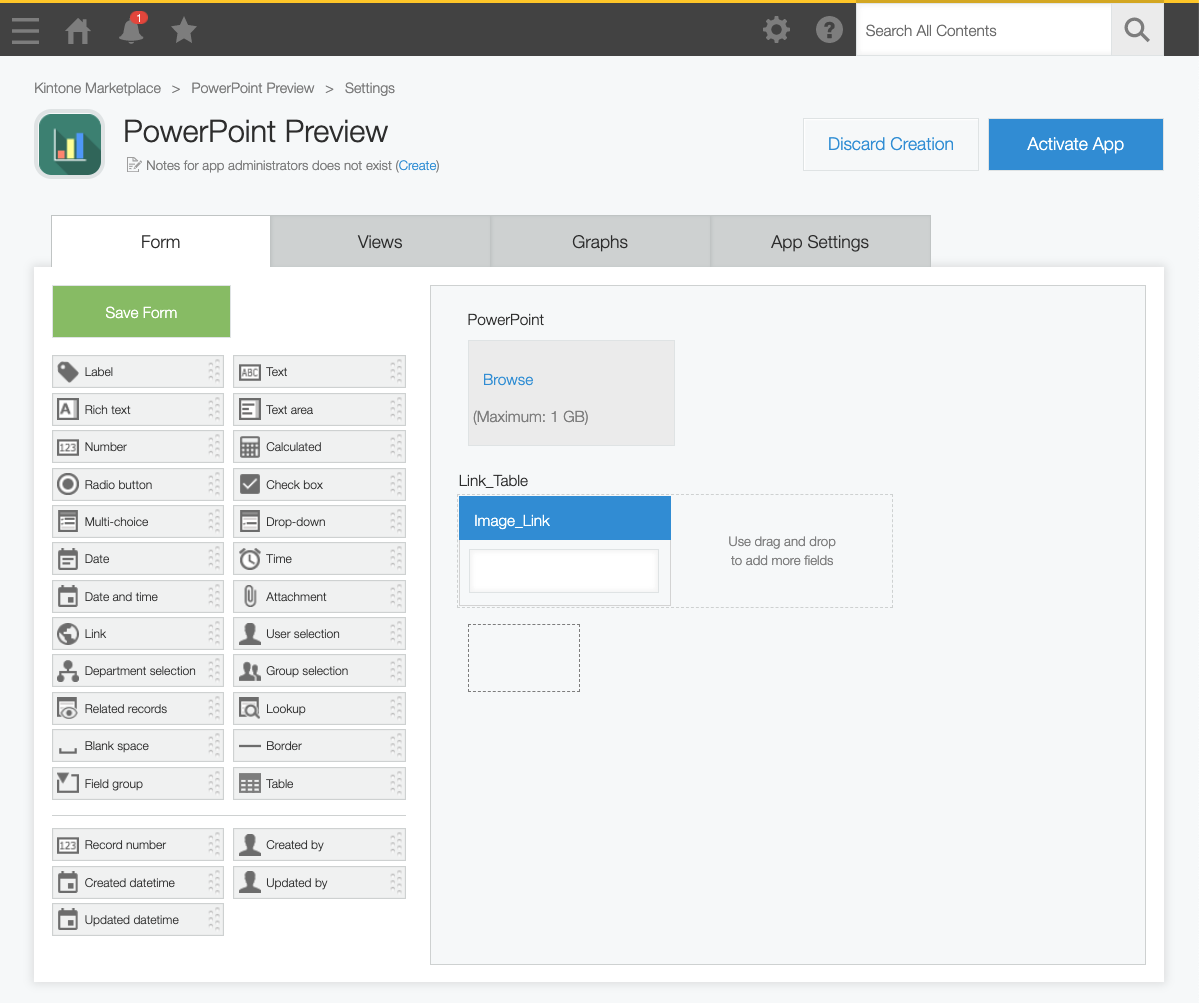 1
?
Search All Contents
Kintone Marketplace > PowerPoint Preview > Settings
PowerPoint Preview
Notes for app administrators does not exist (Create)
Discard Creation
Activate App
Form
Views
Graphs
App Settings
Save Form
Label
ABC Text
A Rich text
Text area
123 Number
Calculated
Radio button
Check box
Multi-choice
Drop-down
Date
Time
Date and time
Attachment
Link
User selection
Department selection
Group selection
Related records
Lookup
Blank space
Border
Field group
Table
123 Record number
Created by
Created datetime
Updated by
Updated datetime
PowerPoint
Browse
(Maximum: 1 GB)
Link_Table
Image_Link
Use drag and drop
to add more fields